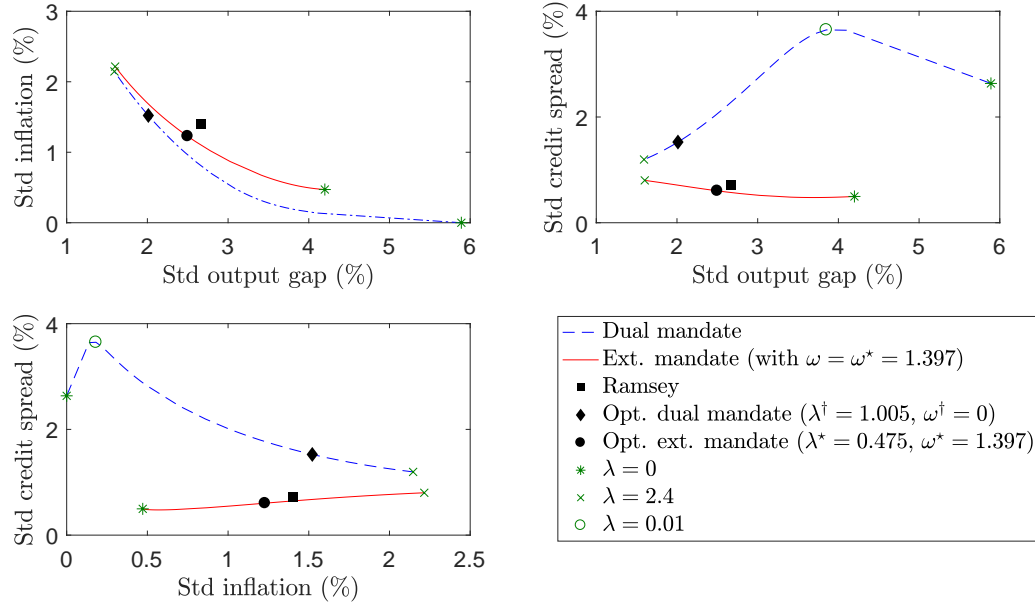 3
2
1
0
Std inflation (%)
1 2 3 4 5 6
Std output gap (%)
4
2
0
Std credit spread (%)
1 2 3 4 5 6
Std output gap (%)
4
2
0
Std credit spread (%)
0 0.5 1 1.5 2 2.5
Std inflation (%)
Dual mandate
Ext. mandate (with ω = ω⋆ = 1.397)
Ramsey
Opt. dual mandate (λ† = 1.005, ω† = 0)
Opt. ext. mandate (λ⋆ = 0.475, ω⋆ = 1.397)
λ = 0
λ = 2.4
λ = 0.01